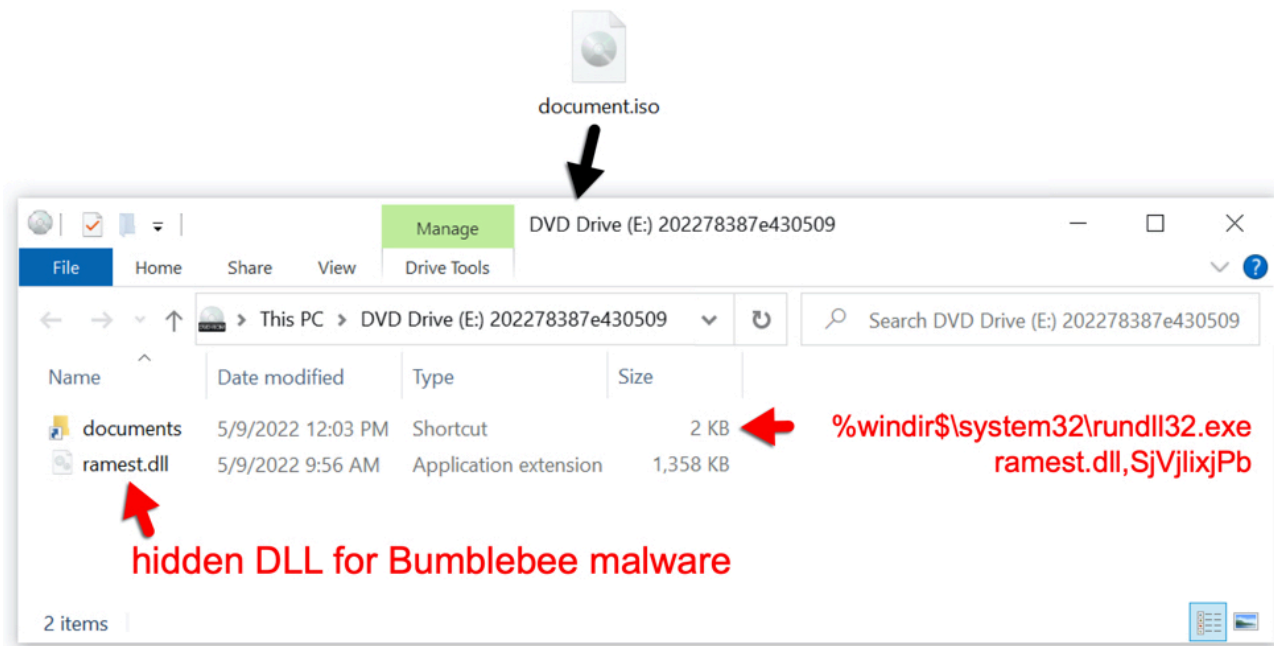 document.iso
Manage DVD Drive (E:) 202278387e430509
File Home Share View Drive Tools
This PC > DVD Drive (E:) 202278387e430509 Search DVD Drive (E:) 202278387e430509
Name Date modified Type Size
documents 5/9/2022 12:03 PM Shortcut 2 KB %windir$\system32\rundll32.exe
ramest.dll 5/9/2022 9:56 AM Application extension 1,358 KB ramest.dll,SjVjlixjPb
hidden DLL for Bumblebee malware
2 items